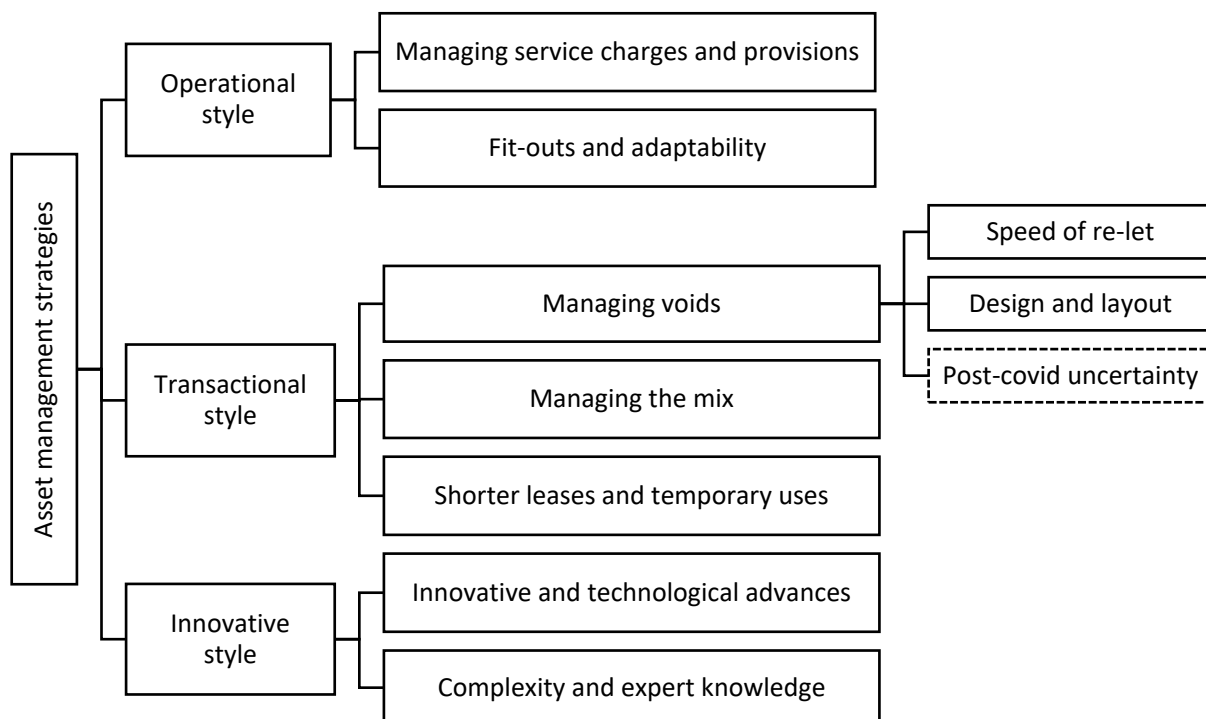 Asset management strategies
Operational
style
Managing service charges and provisions
Fit-outs and adaptability
Transactional
style
Managing voids
Speed of re-let
Design and layout
Post-covid uncertainty
Managing the mix
Shorter leases and temporary uses
Innovative
style
Innovative and technological advances
Complexity and expert knowledge